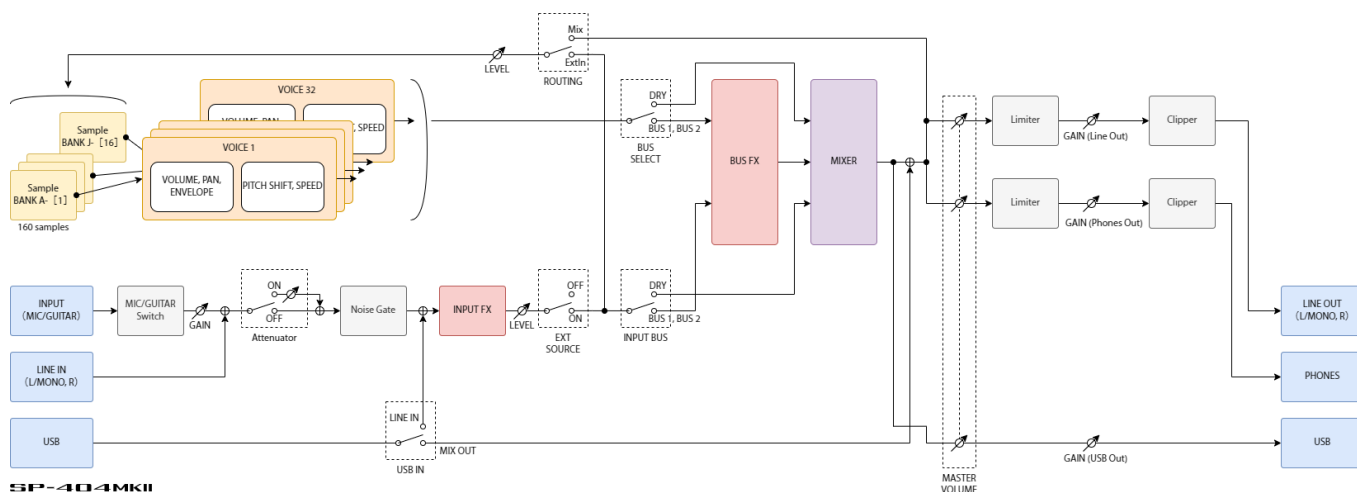 Mix
ExtIn
LEVEL
ROUTING
VOICE 32
VOLUME, PAN,
SPEED
Sample
BANK J-［16］
VOICE 1
VOLUME, PAN,
ENVELOPE
PITCH SHIFT, SPEED
Sample
BANK A-［1］
160 samples
DRY
BUS 1, BUS 2
BUS
SELECT
BUS FX
MIXER
Limiter
GAIN (Line Out)
Clipper
Limiter
GAIN (Phones Out)
Clipper
INPUT
(MIC/GUITAR)
MIC/GUITAR
Switch
GAIN
ON
OFF
Attenuator
Noise Gate
INPUT FX
LEVEL
OFF
ON
EXT
SOURCE
DRY
BUS 1, BUS 2
INPUT BUS
LINE OUT
(L/MONO, R)
LINE IN
(L/MONO, R)
PHONES
USB
LINE IN
MIX OUT
USB IN
GAIN (USB Out)
USB
MASTER
VOLUME
SP-404MKII